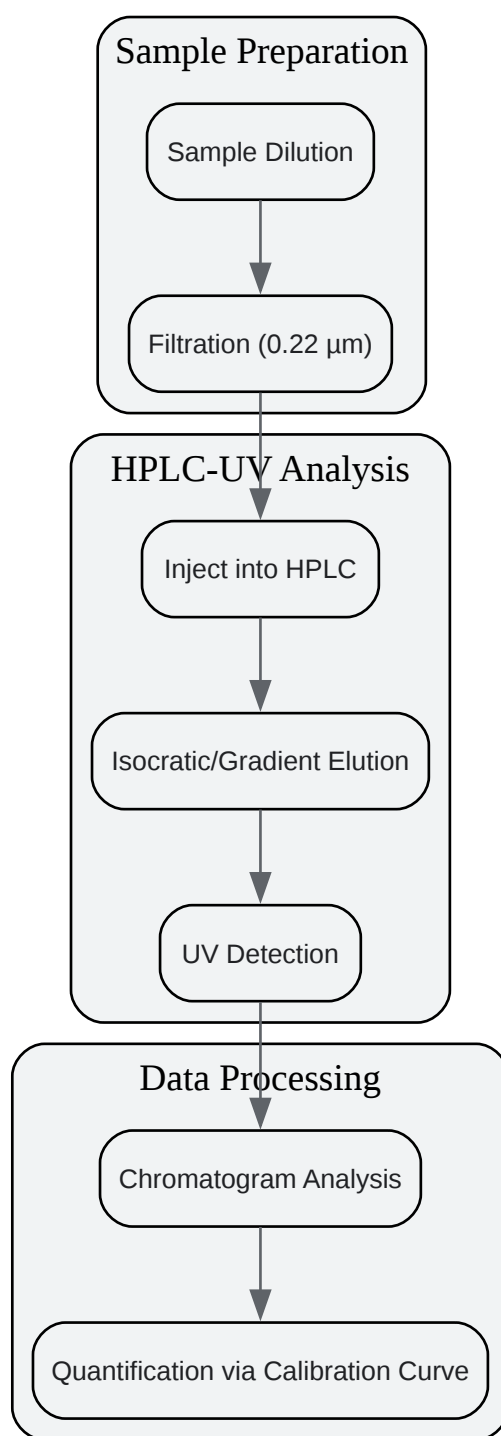 Sample Preparation
Sample Dilution
Filtration (0.22 µm)
HPLC-UV Analysis
Inject into HPLC
Isocratic/Gradient Elution
UV Detection
Data Processing
Chromatogram Analysis
Quantification via Calibration Curve